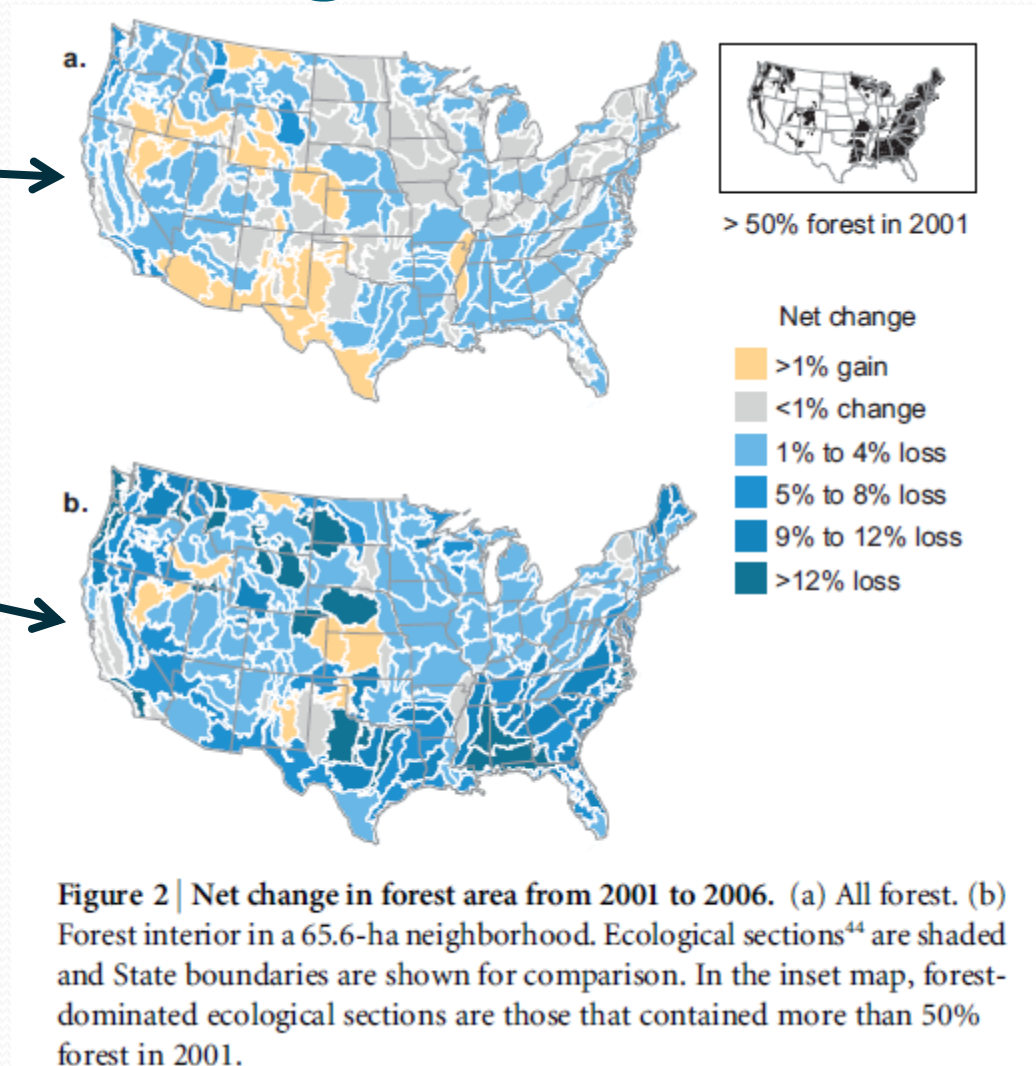 a.
> 50% forest in 2001
Net change
>1% gain
<1% change
1% to 4% loss
5% to 8% loss
9% to 12% loss
>12% loss
b.
Figure 2 | Net change in forest area from 2001 to 2006. (a) All forest. (b)
Forest interior in a 65.6-ha neighborhood. Ecological sections44 are shaded
and State boundaries are shown for comparison. In the inset map, forest-
dominated ecological sections are those that contained more than 50%
forest in 2001.